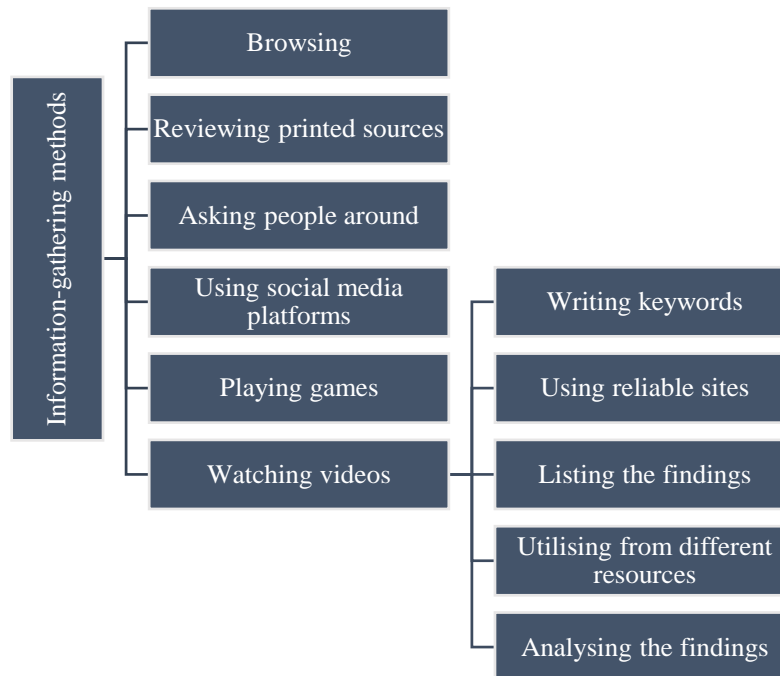 Information-gathering methods
Browsing
Reviewing printed sources
Asking people around
Using social media
platforms
Playing games
Watching videos
Writing keywords
Using reliable sites
Listing the findings
Utilising from different
resources
Analysing the findings